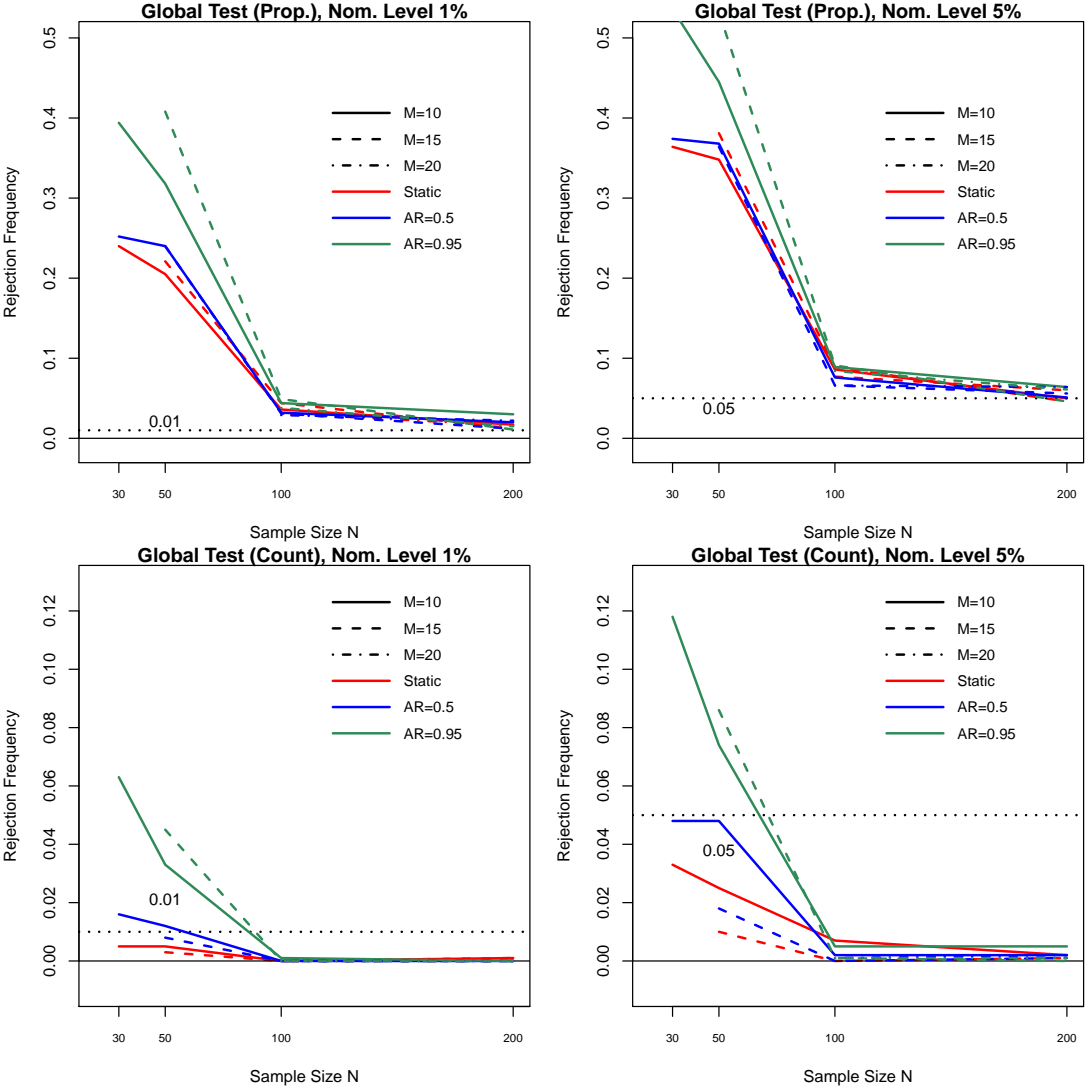 Global Test (Prop.), Nom. Level 1%
Rejection Frequency
0.5
0.4
0.3
0.2
0.1
0.0
M=10
M=15
M=20
Static
AR=0.5
AR=0.95
0.01
30 50 100 200
Sample Size N
Global Test (Prop.), Nom. Level 5%
Rejection Frequency
0.5
0.4
0.3
0.2
0.1
0.0
M=10
M=15
M=20
Static
AR=0.5
AR=0.95
0.05
30 50 100 200
Sample Size N
Global Test (Count), Nom. Level 1%
Rejection Frequency
0.12
0.10
0.08
0.06
0.04
0.02
0.00
M=10
M=15
M=20
Static
AR=0.5
AR=0.95
0.01
30 50 100 200
Sample Size N
Global Test (Count), Nom. Level 5%
Rejection Frequency
0.12
0.10
0.08
0.06
0.04
0.02
0.00
M=10
M=15
M=20
Static
AR=0.5
AR=0.95
0.05
30 50 100 200
Sample Size N